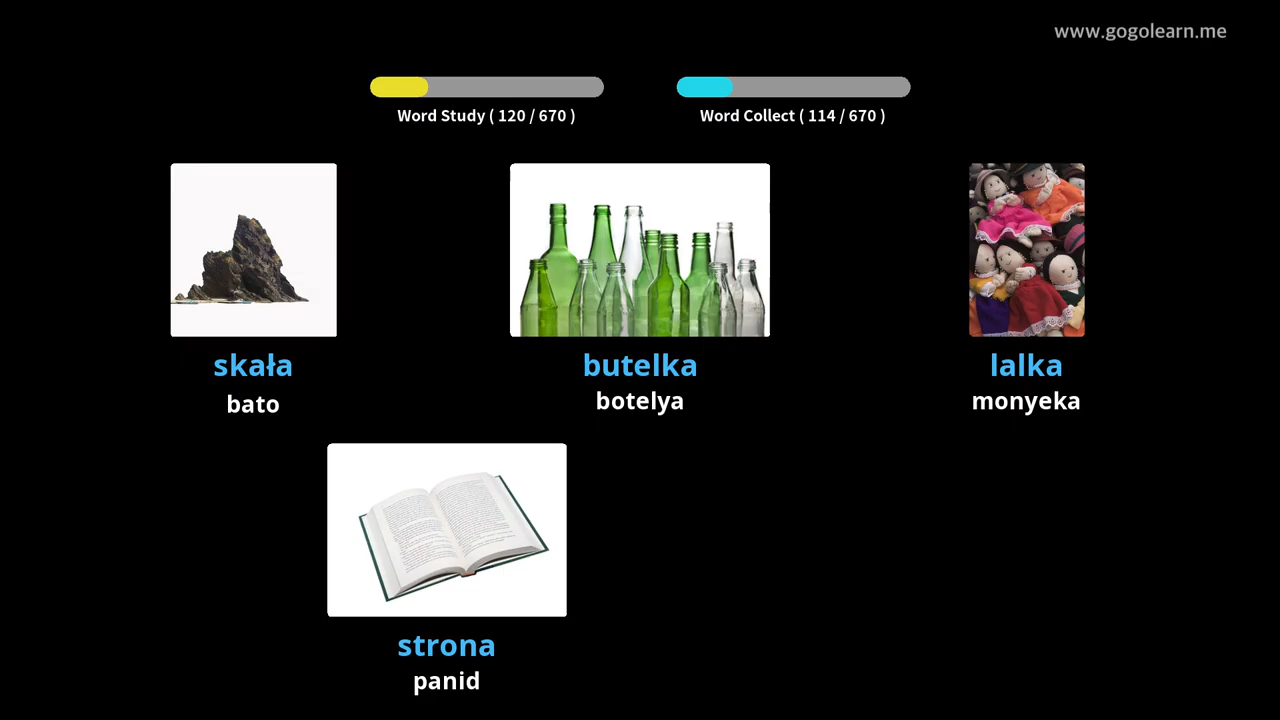 www.gogolearn.me
Word Study ( 120 / 670 )
Word Collect ( 114 / 670 )
skała
bato
butelka
botelya
lalka
monyeka
strona
panid